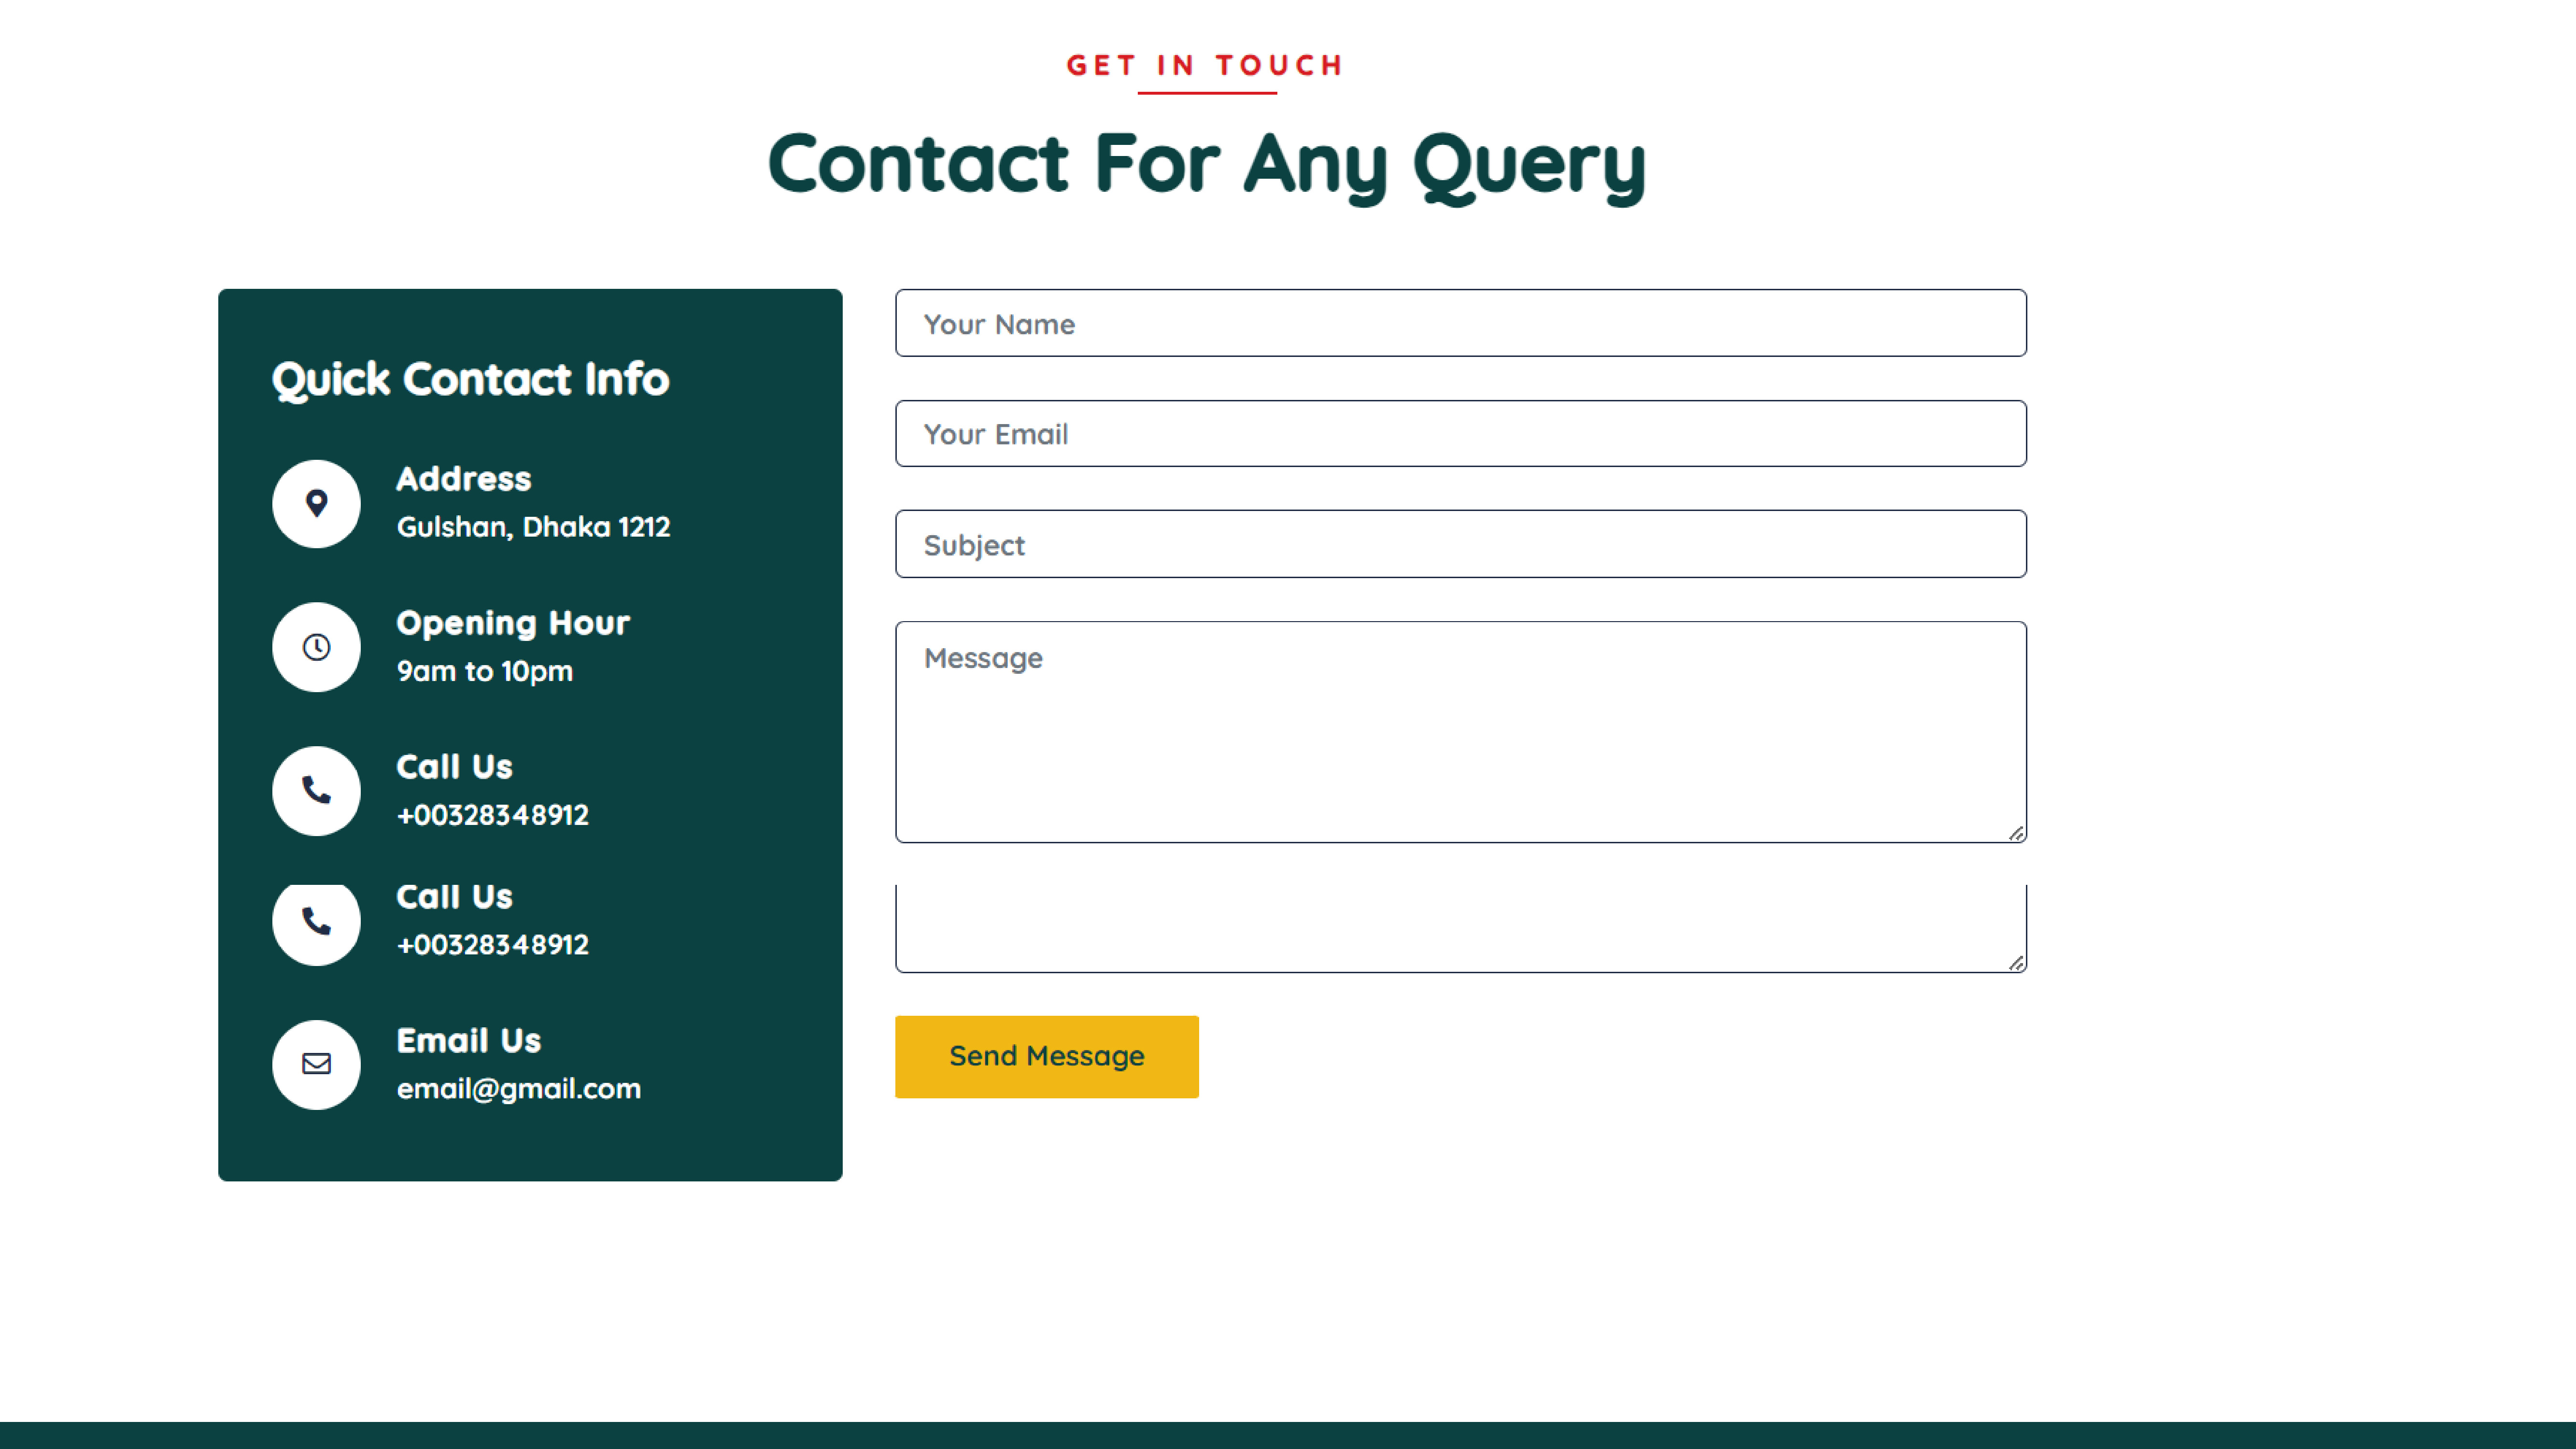 GET IN TOUCH
Contact For Any Query
Quick Contact Info
Address
Gulshan, Dhaka 1212
Opening Hour
9am to 10pm
Call Us
+00328348912
Call Us
+00328348912
Email Us
email@gmail.com
Your Name
Your Email
Subject
Message
Send Message